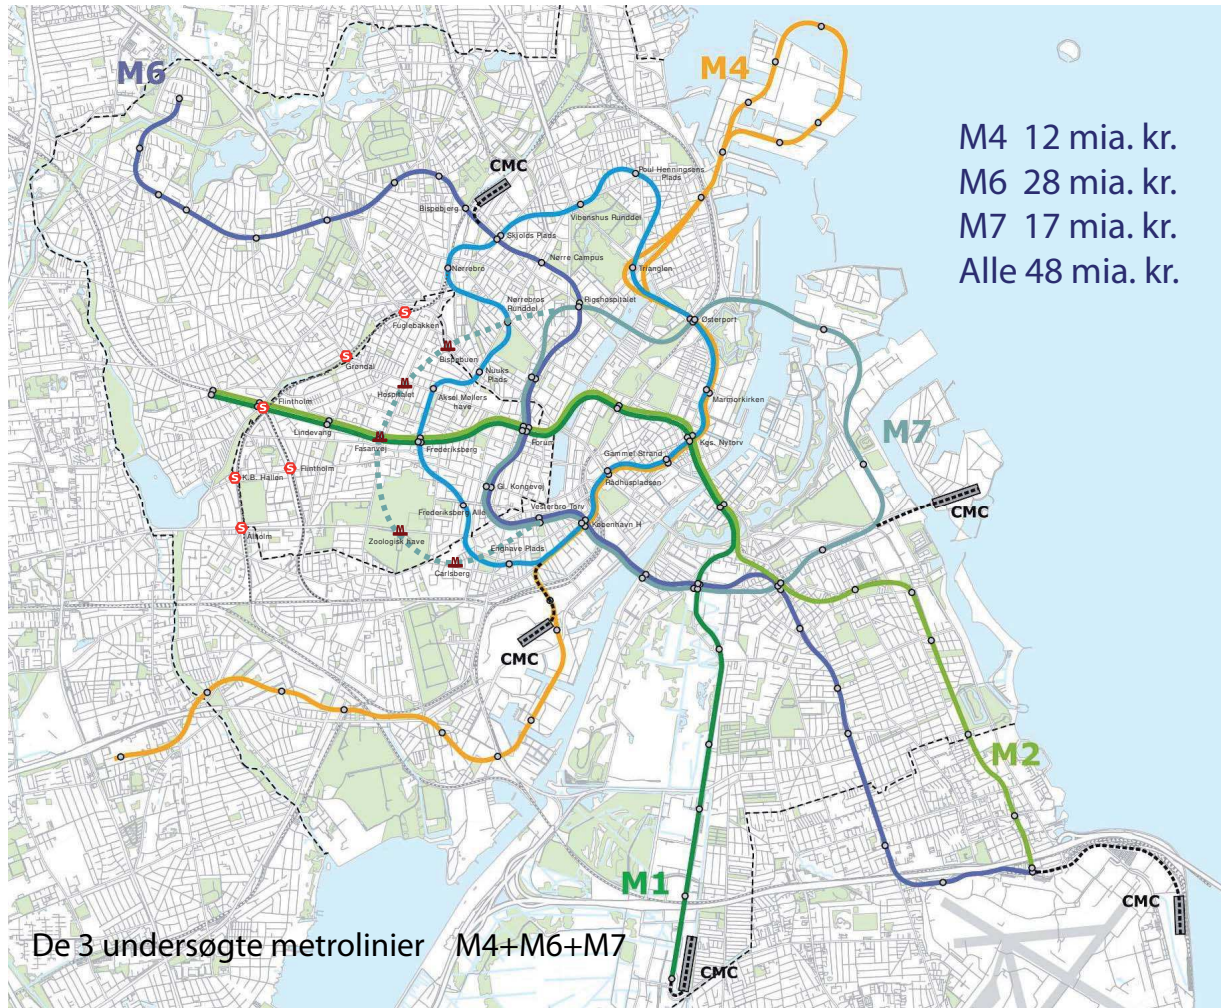 M6
M4
M4 12 mia. kr.
M6 28 mia. kr.
M7 17 mia. kr.
Alle 48 mia. kr.
CMC
Poul Henningsens
Plads
Bispebjerg
Vibenshus Runddel
Skjolds Plads
Nørre Campus
Nørrebro
Trianglen
Nørrebros
Runddel
Rigshospitalet
S
Fuglebakken
Østerport
M
Bispebuen
S
Grøndal
Nuuks
Plads
M
Hospitalet
Aksel Møllers
have
Marmorkirken
S
Flintholm
Lindevang
M
Fasanvej
Frederiksberg
Forum
Kgs. Nytorv
M7
Gammel Strand
S
Flintholm
S
K.B. Hallen
Rådhuspladsen
Gl. Kongevej
Frederiksberg Alle
Vesterbro Torv
CMC
S
Ålholm
København H
M
Zoologisk have
Enghave Plads
M
Carlsberg
CMC
M2
M1
CMC
De 3 undersøgte metrolinier M4+M6+M7
CMC